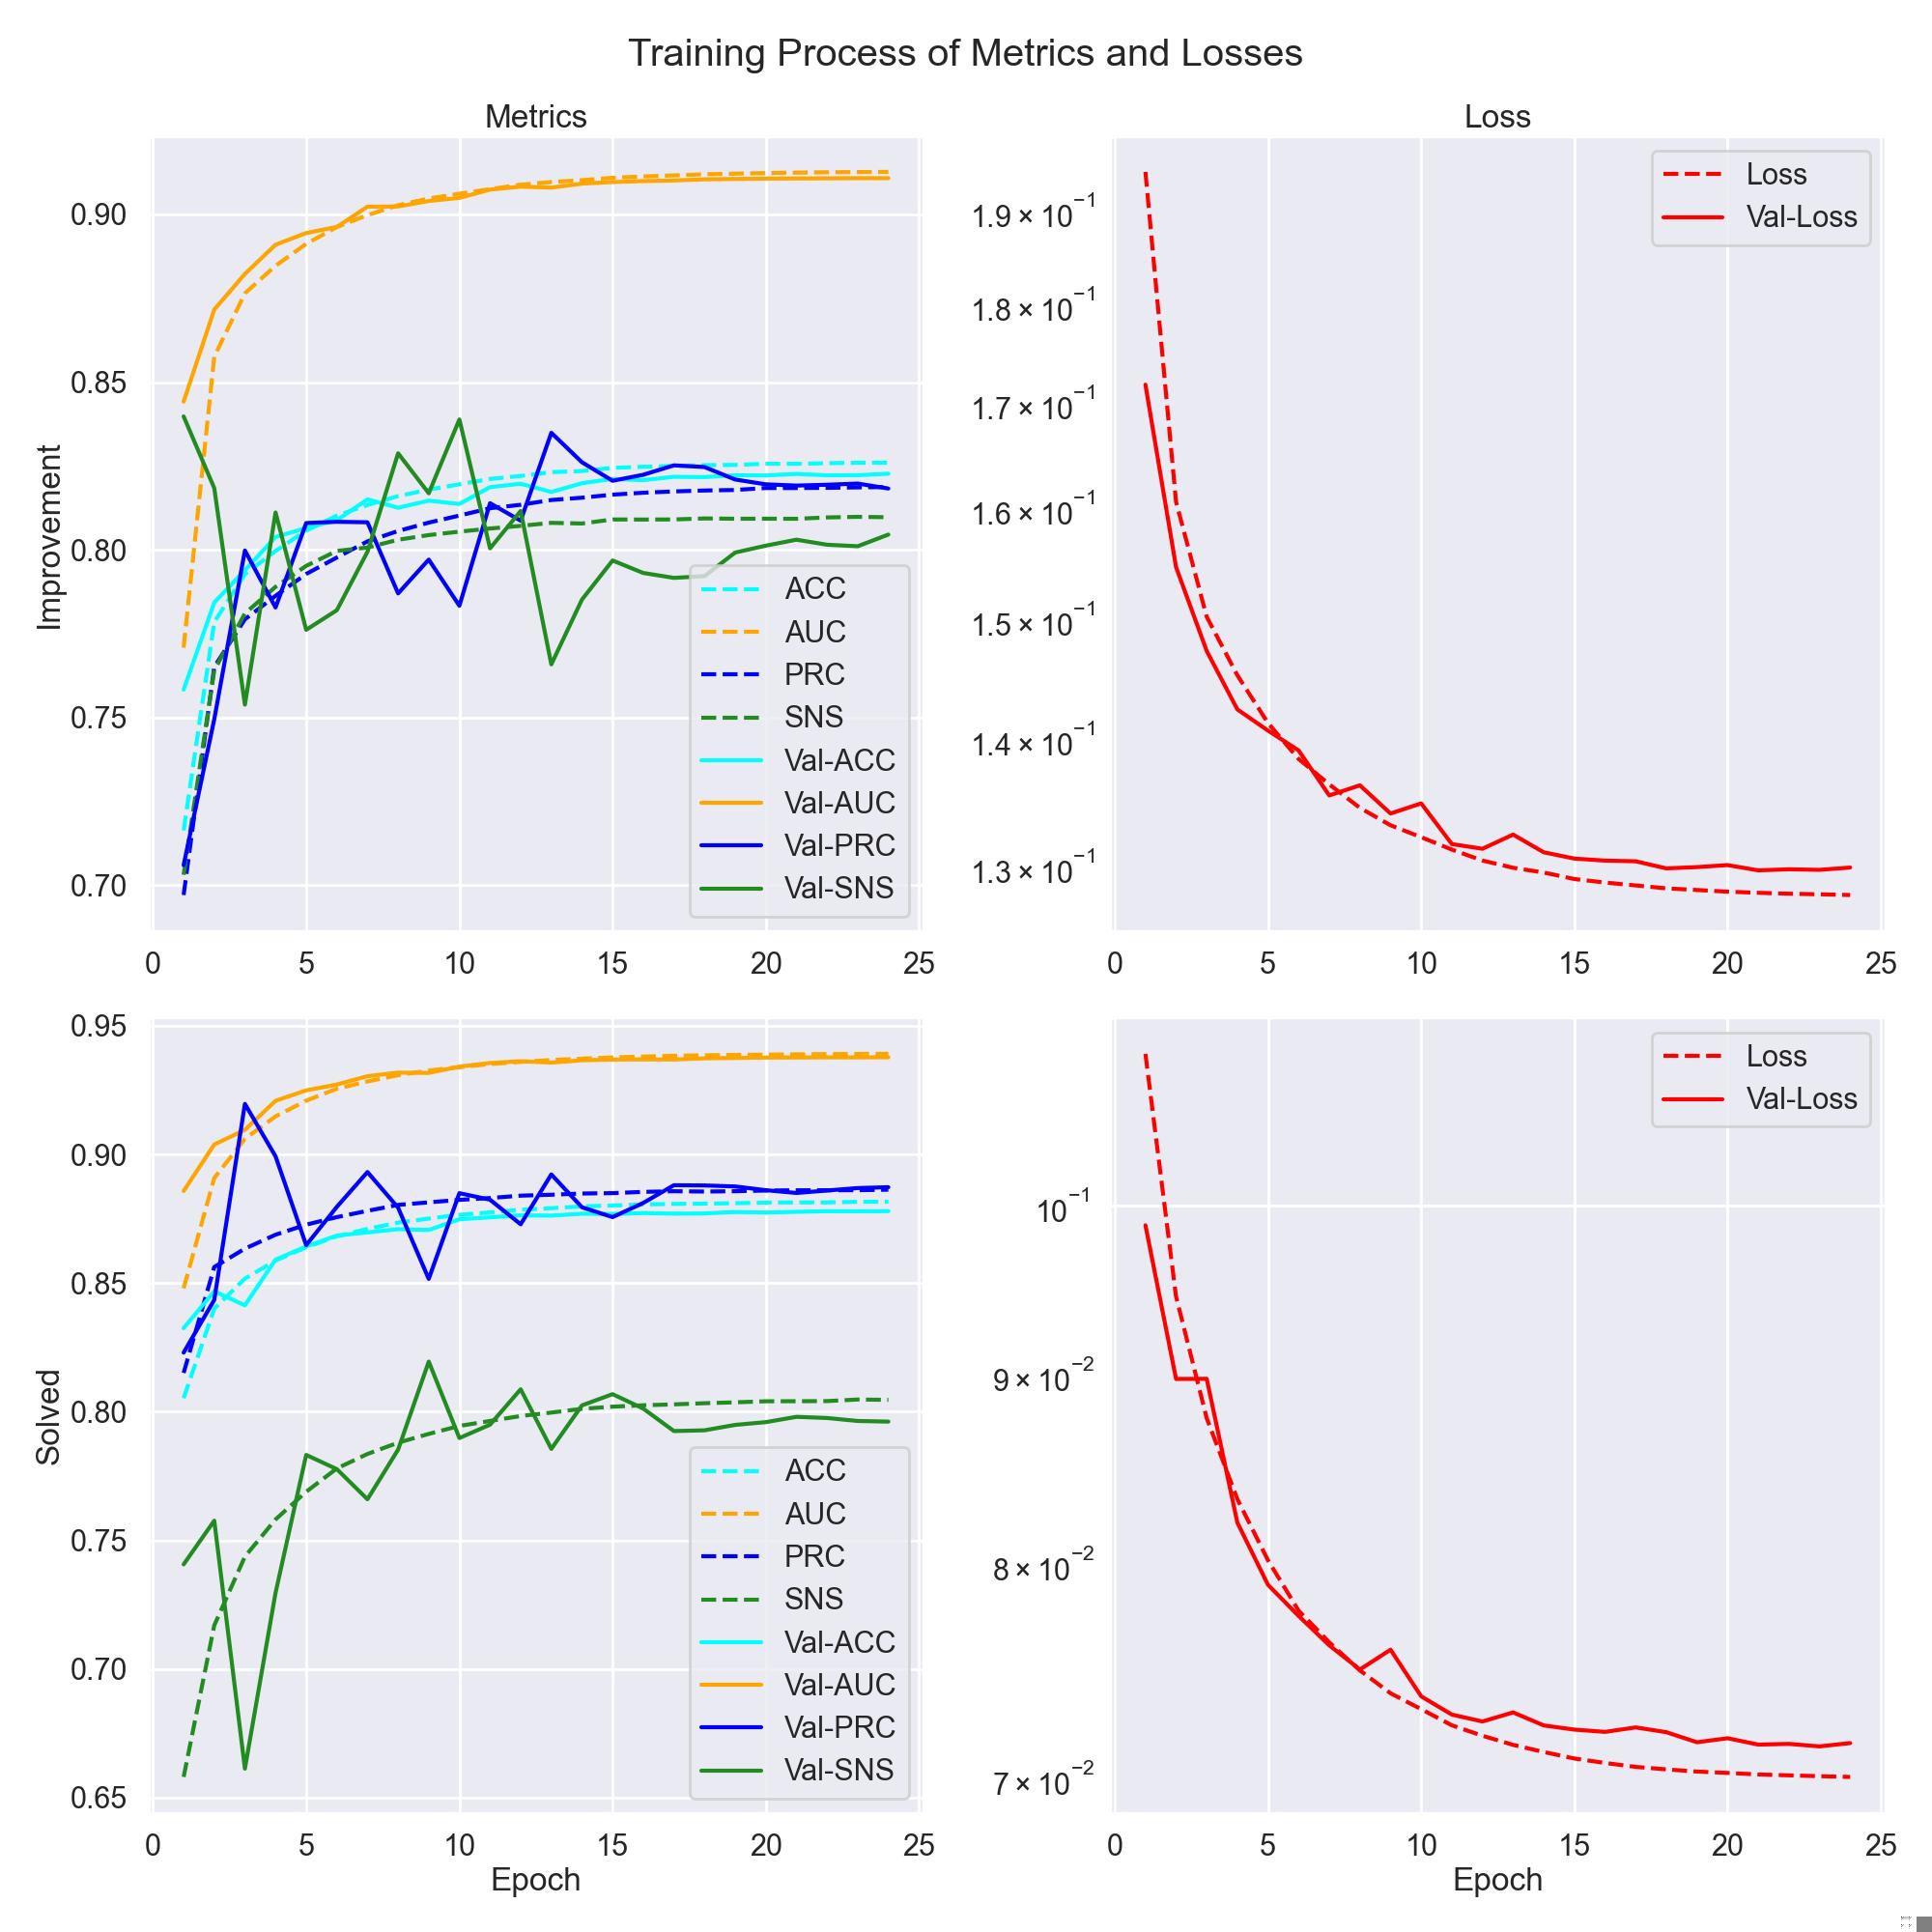 Training Process of Metrics and Losses
Metrics
Improvement
0.90
0.85
0.80
0.75
0.70
0 5 10 15 20 25
ACC
AUC
PRC
SNS
Val-ACC
Val-AUC
Val-PRC
Val-SNS
Loss
1.9 × 10⁻¹
1.8 × 10⁻¹
1.7 × 10⁻¹
1.6 × 10⁻¹
1.5 × 10⁻¹
1.4 × 10⁻¹
1.3 × 10⁻¹
0 5 10 15 20 25
Loss
Val-Loss
Solved
0.95
0.90
0.85
0.80
0.75
0.70
0.65
0 5 10 15 20 25
Epoch
ACC
AUC
PRC
SNS
Val-ACC
Val-AUC
Val-PRC
Val-SNS
10⁻¹
9 × 10⁻²
8 × 10⁻²
7 × 10⁻²
0 5 10 15 20 25
Epoch
Loss
Val-Loss